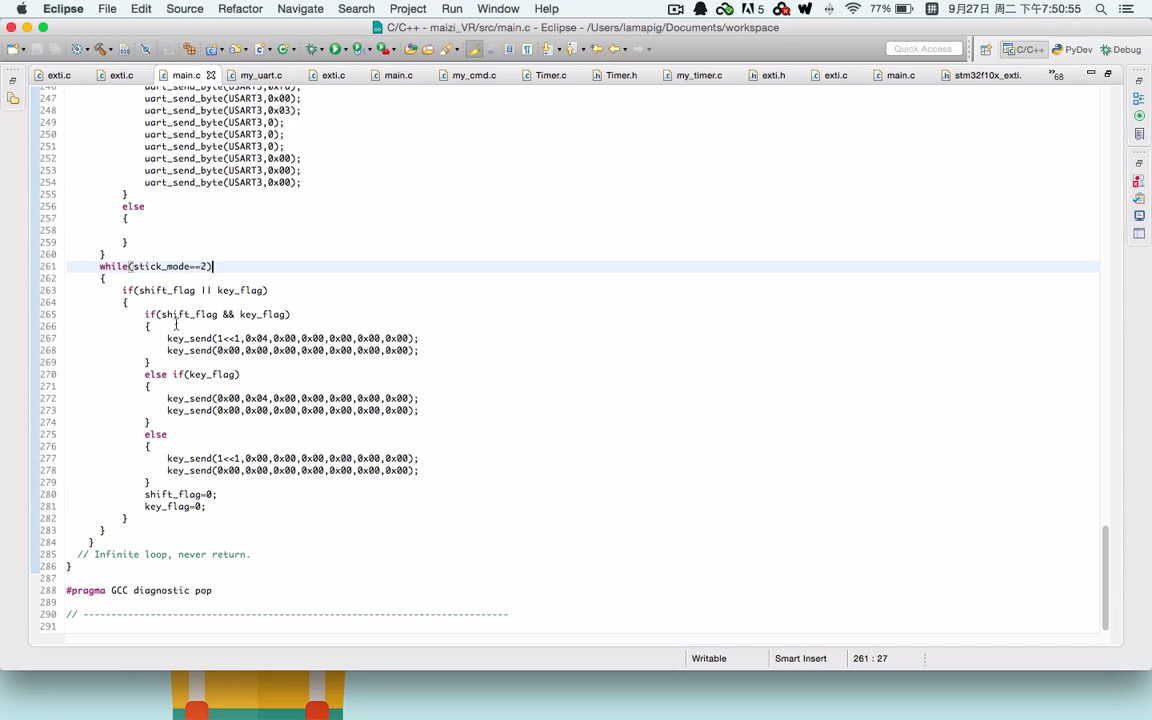 Eclipse File Edit Source Refactor Navigate Search Project Run Window Help 5 77% 拼 9月27日 周二 下午7:50:55
C/C++ - maizi_VR/src/main.c - Eclipse - /Users/lamapig/Documents/workspace
Quick Access C/C++ PyDev Debug
exti.c exti.c main.c my_uart.c exti.c main.c my_cmd.c Timer.c Timer.h my_timer.c exti.h exti.c main.c stm32f10x_exti. »68
247 uart_send_byte(USART3,0x00);
248 uart_send_byte(USART3,0x03);
249 uart_send_byte(USART3,0);
250 uart_send_byte(USART3,0);
251 uart_send_byte(USART3,0);
252 uart_send_byte(USART3,0x00);
253 uart_send_byte(USART3,0x00);
254 uart_send_byte(USART3,0x00);
255 }
256 else
257 {
258
259 }
260 }
261 while(stick_mode==2)
262 {
263 if(shift_flag || key_flag)
264 {
265 if(shift_flag && key_flag)
266 {
267 key_send(1<<1,0x04,0x00,0x00,0x00,0x00,0x00);
268 key_send(0x00,0x00,0x00,0x00,0x00,0x00,0x00);
269 }
270 else if(key_flag)
271 {
272 key_send(0x00,0x04,0x00,0x00,0x00,0x00,0x00);
273 key_send(0x00,0x00,0x00,0x00,0x00,0x00,0x00);
274 }
275 else
276 {
277 key_send(1<<1,0x00,0x00,0x00,0x00,0x00,0x00);
278 key_send(0x00,0x00,0x00,0x00,0x00,0x00,0x00);
279 }
280 shift_flag=0;
281 key_flag=0;
282 }
283 }
284 }
285 // Infinite loop, never return.
286 }
287
288 #pragma GCC diagnostic pop
289
290 // ----------------------------------------------------------------------------
291
Writable Smart Insert 261 : 27